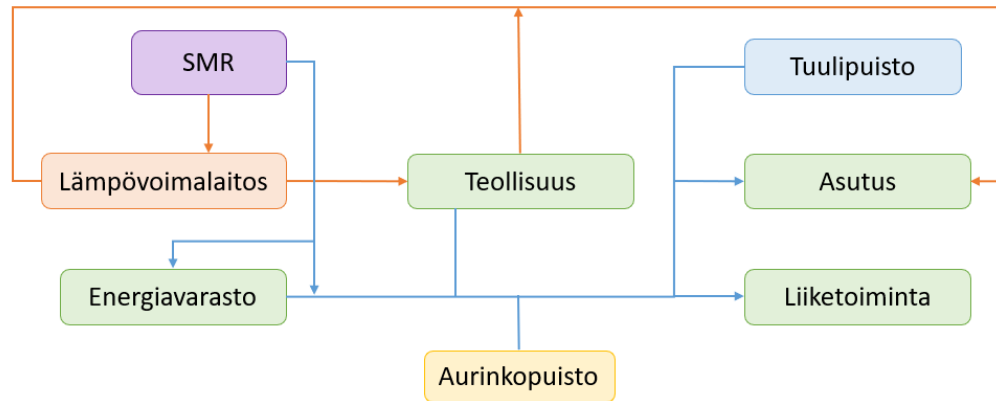 SMR
Tuulipuisto
Lämpövoimalaitos
Teollisuus
Asutus
Energiavarasto
Liiketoiminta
Aurinkopuisto